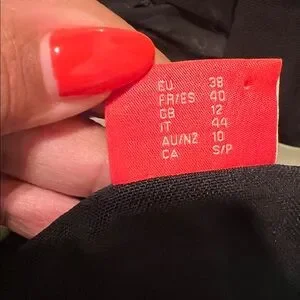 EU 38
FR/ES 40
GB 12
IT 44
AU/NZ 10
CA S/P